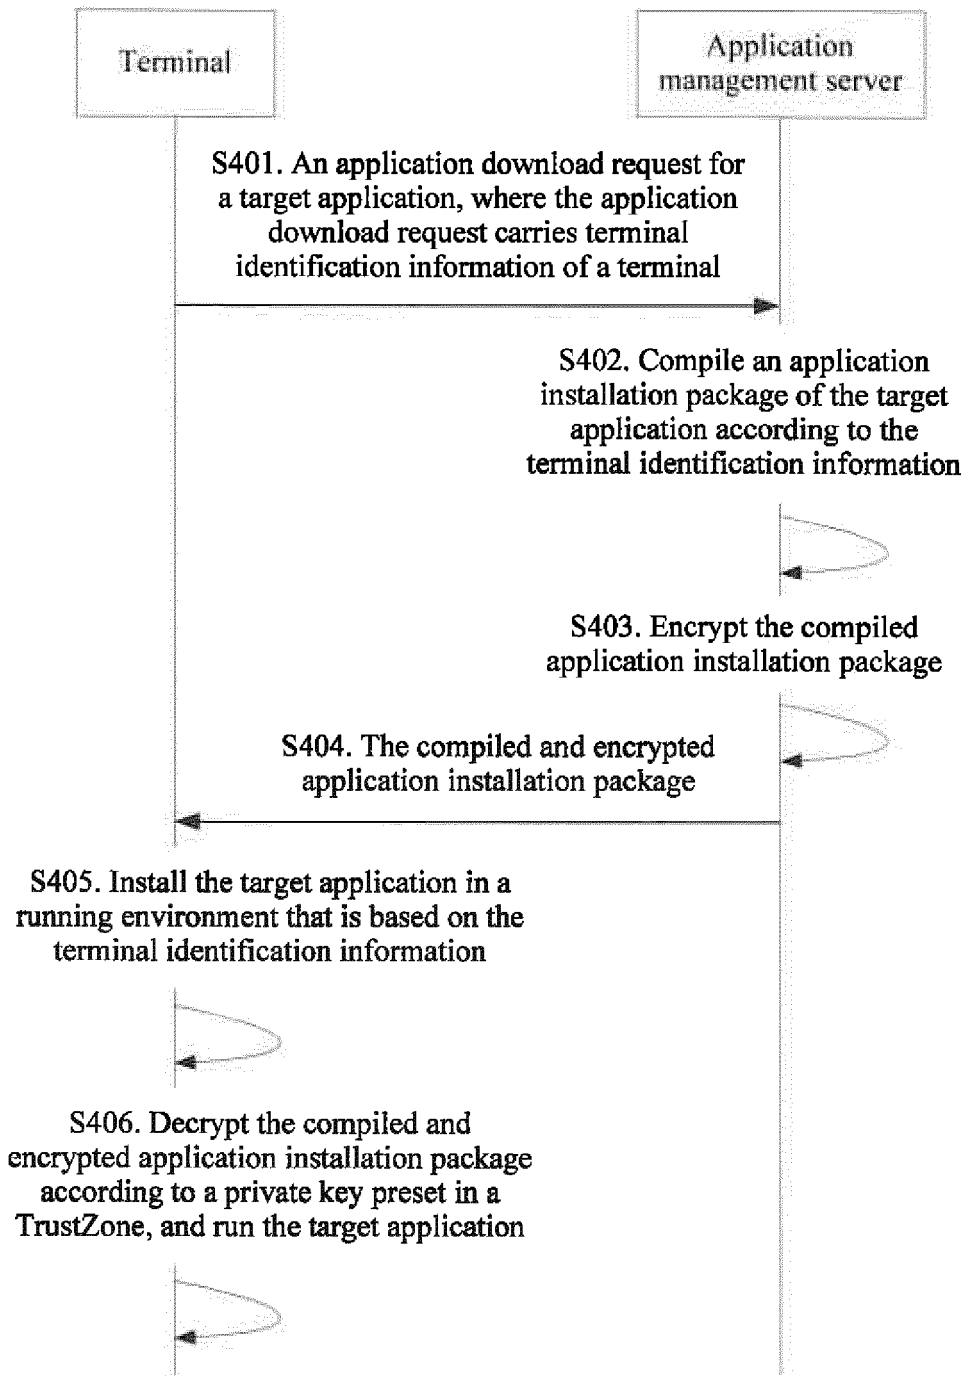 Terminal
Application
management server
S401. An application download request for
a target application, where the application
download request carries terminal
identification information of a terminal
S402. Compile an application
installation package of the target
application according to the
terminal identification information
S403. Encrypt the compiled
application installation package
S404. The compiled and encrypted
application installation package
S405. Install the target application in a
running environment that is based on the
terminal identification information
S406. Decrypt the compiled and
encrypted application installation package
according to a private key preset in a
TrustZone, and run the target application